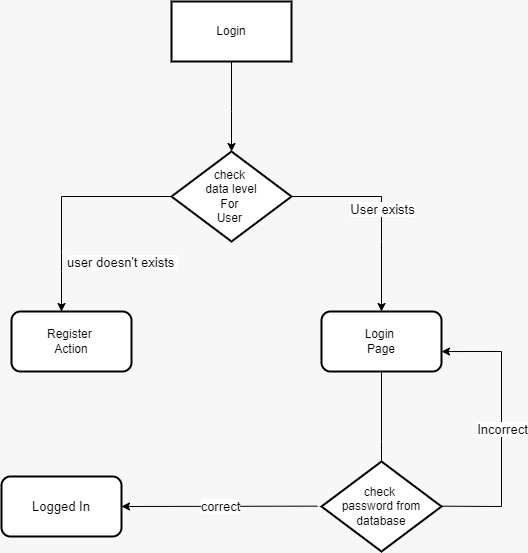 Login
check
data level
For
User
User exists
user doesn't exists
Register
Action
Login
Page
Incorrect
check
password from
database
correct
Logged In